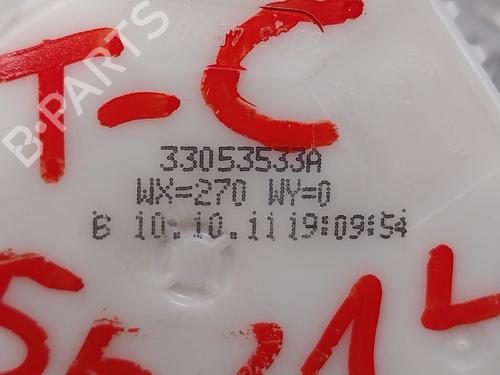 T-C
B-PARTS
33053533A
WX=270 WY=0
B 10.10.11 19:09:54